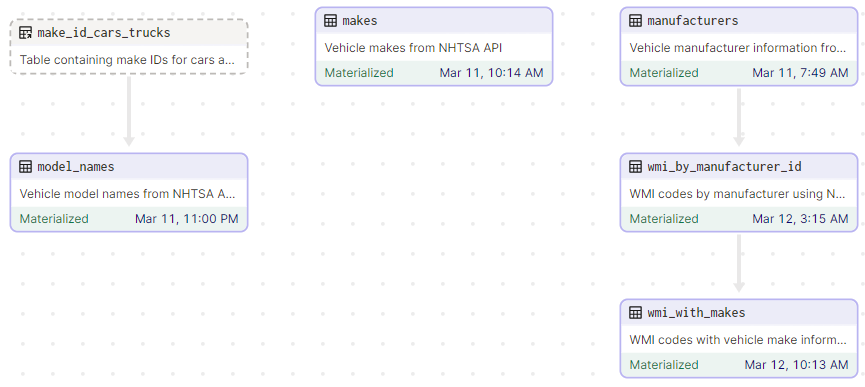 make_id_cars_trucks
Table containing make IDs for cars a...
makes
Vehicle makes from NHTSA API
Materialized Mar 11, 10:14 AM
manufacturers
Vehicle manufacturer information fro...
Materialized Mar 11, 7:49 AM
model_names
Vehicle model names from NHTSA A...
Materialized Mar 11, 11:00 PM
wmi_by_manufacturer_id
WMI codes by manufacturer using N...
Materialized Mar 12, 3:15 AM
wmi_with_makes
WMI codes with vehicle make inform...
Materialized Mar 12, 10:13 AM